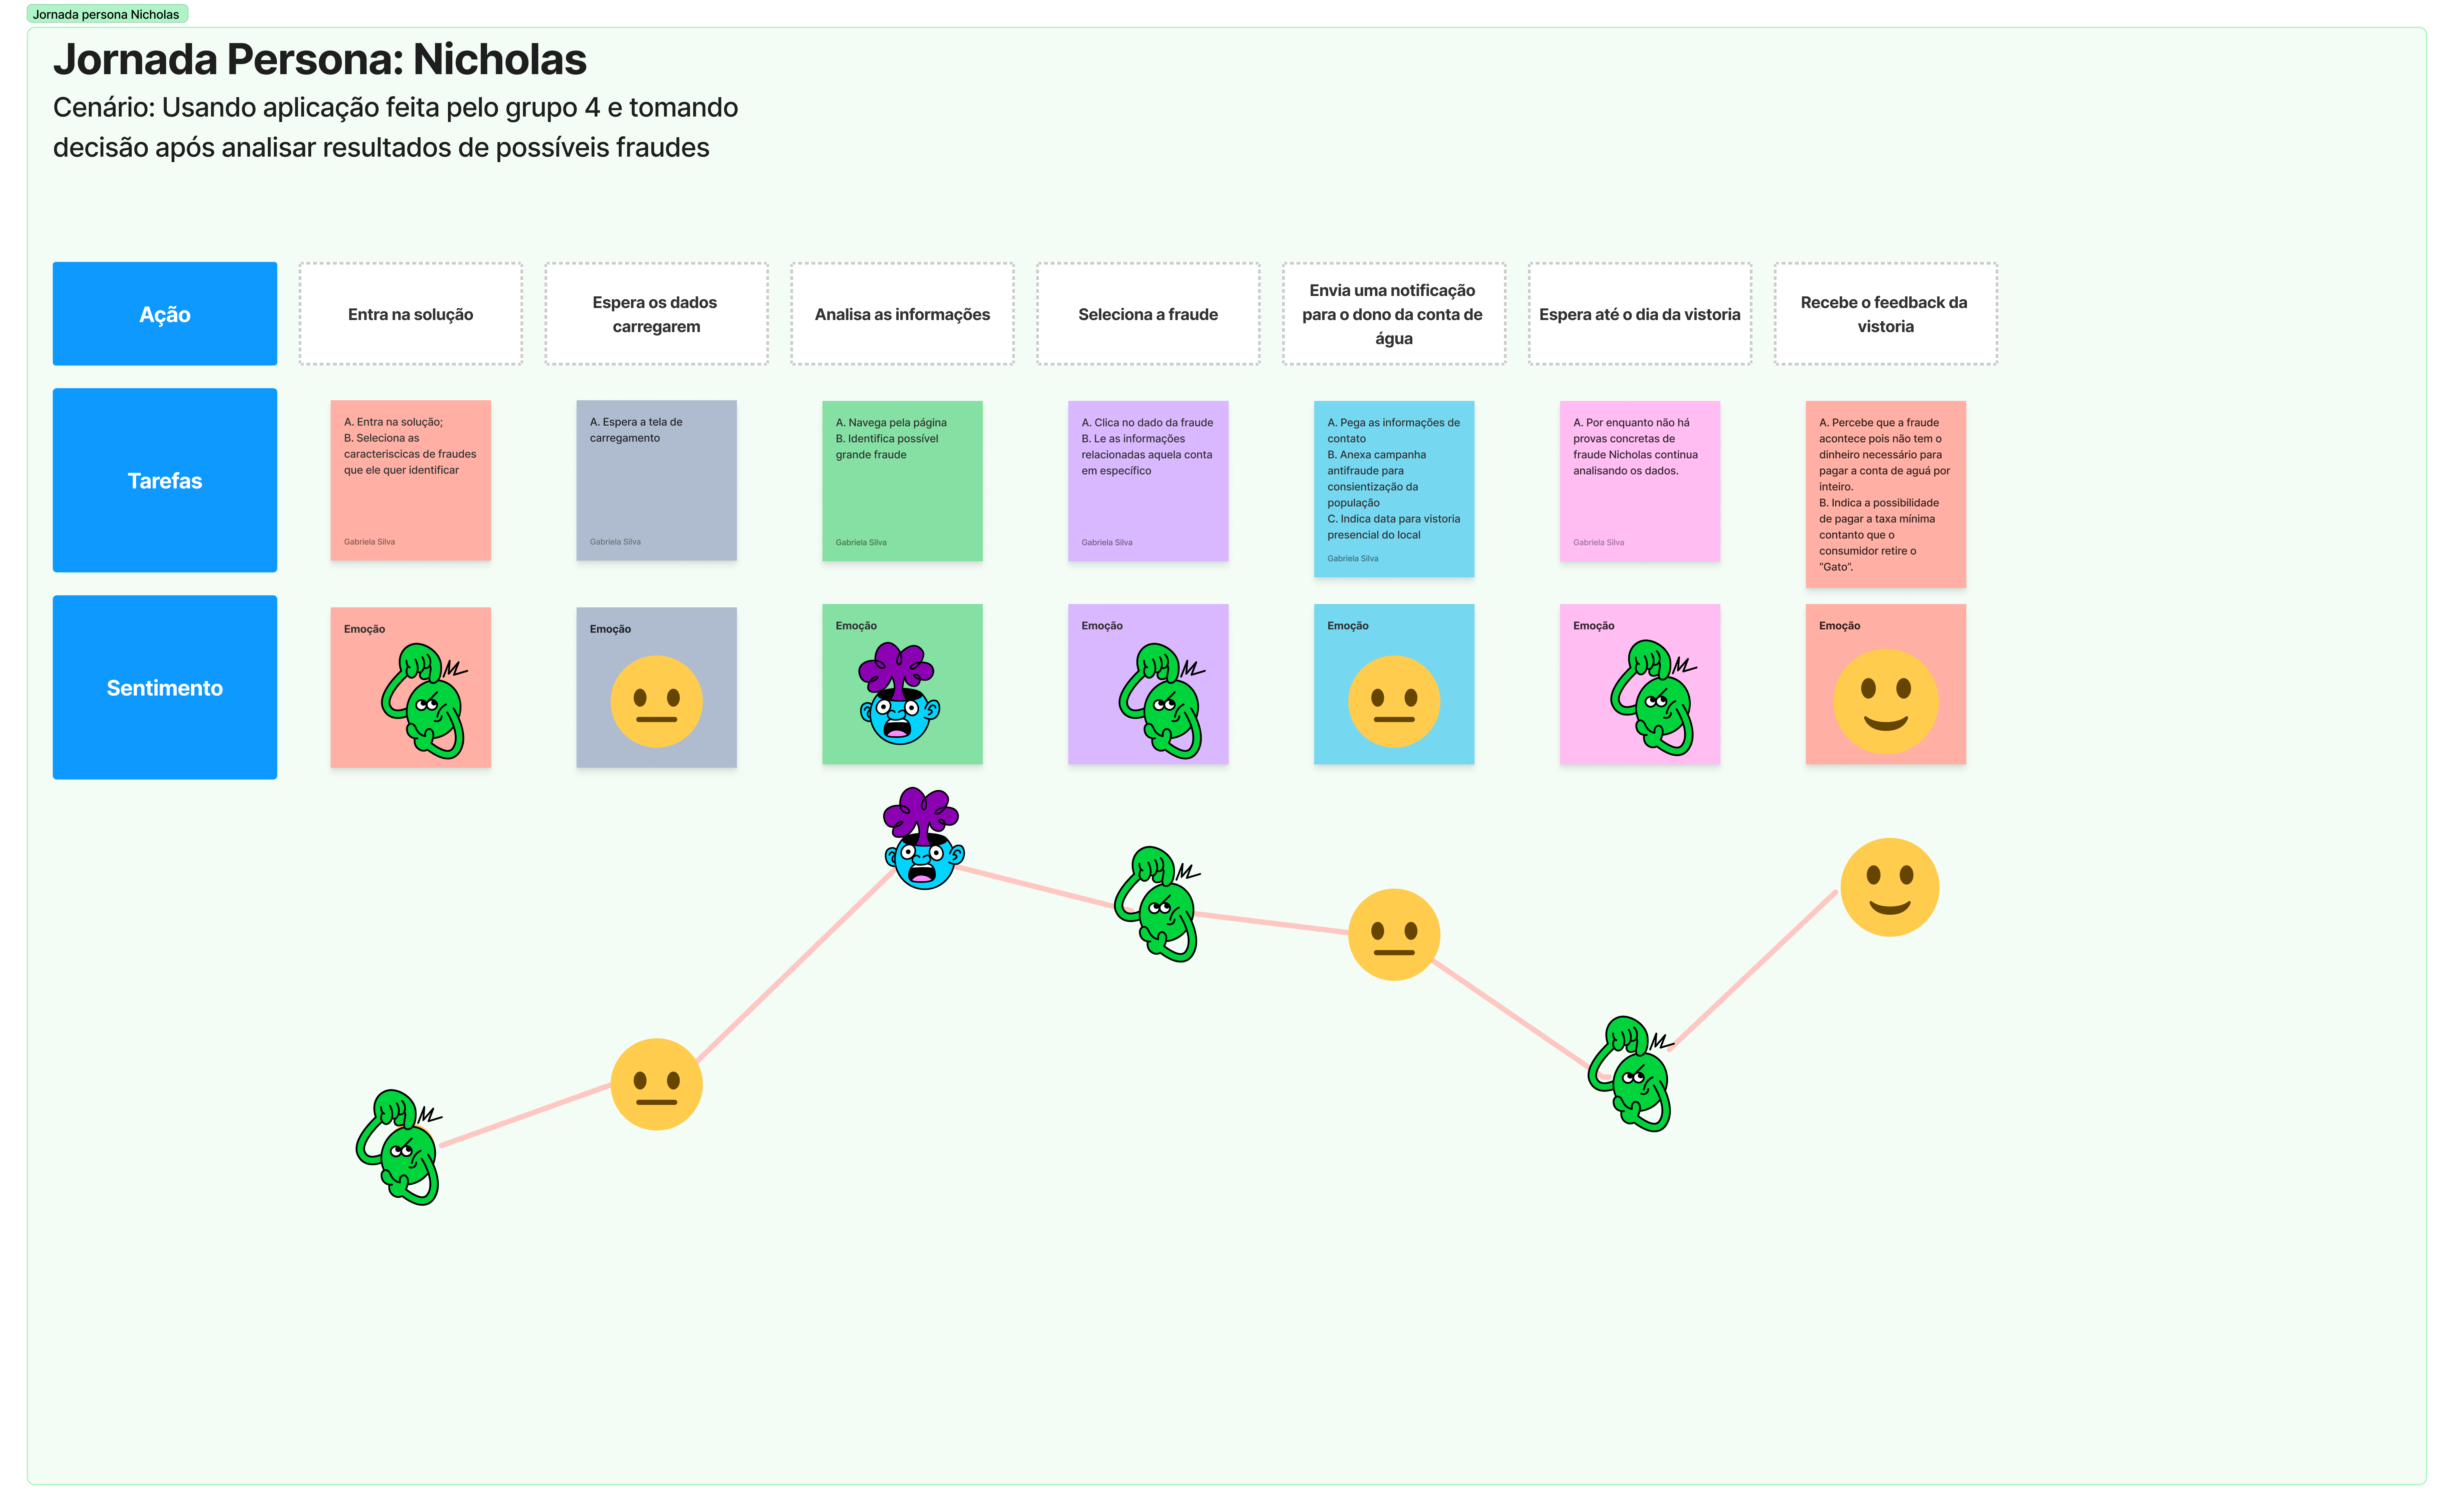 Jornada persona Nicholas
Jornada Persona: Nicholas
Cenário: Usando aplicação feita pelo grupo 4 e tomando
decisão após analisar resultados de possíveis fraudes
Ação
Entra na solução
Espera os dados
carregarem
Analisa as informações
Seleciona a fraude
Envia uma notificação
para o dono da conta de
água
Espera até o dia da vistoria
Recebe o feedback da
vistoria
Tarefas
A. Entra na solução;
B. Seleciona as
caracteriscicas de fraudes
que ele quer identificar
Gabriela Silva
A. Espera a tela de
carregamento
Gabriela Silva
A. Navega pela página
B. Identifica possível
grande fraude
Gabriela Silva
A. Clica no dado da fraude
B. Le as informações
relacionadas aquela conta
em específico
Gabriela Silva
A. Pega as informações de
contato
B. Anexa campanha
antifraude para
consientização da
população
C. Indica data para vistoria
presencial do local
Gabriela Silva
A. Por enquanto não há
provas concretas de
fraude Nicholas continua
analisando os dados.
Gabriela Silva
A. Percebe que a fraude
acontece pois não tem o
dinheiro necessário para
pagar a conta de aguá por
inteiro.
B. Indica a possibilidade
de pagar a taxa mínima
contanto que o
consumidor retire o
"Gato".
Sentimento
Emoção
Emoção
Emoção
Emoção
Emoção
Emoção
Emoção